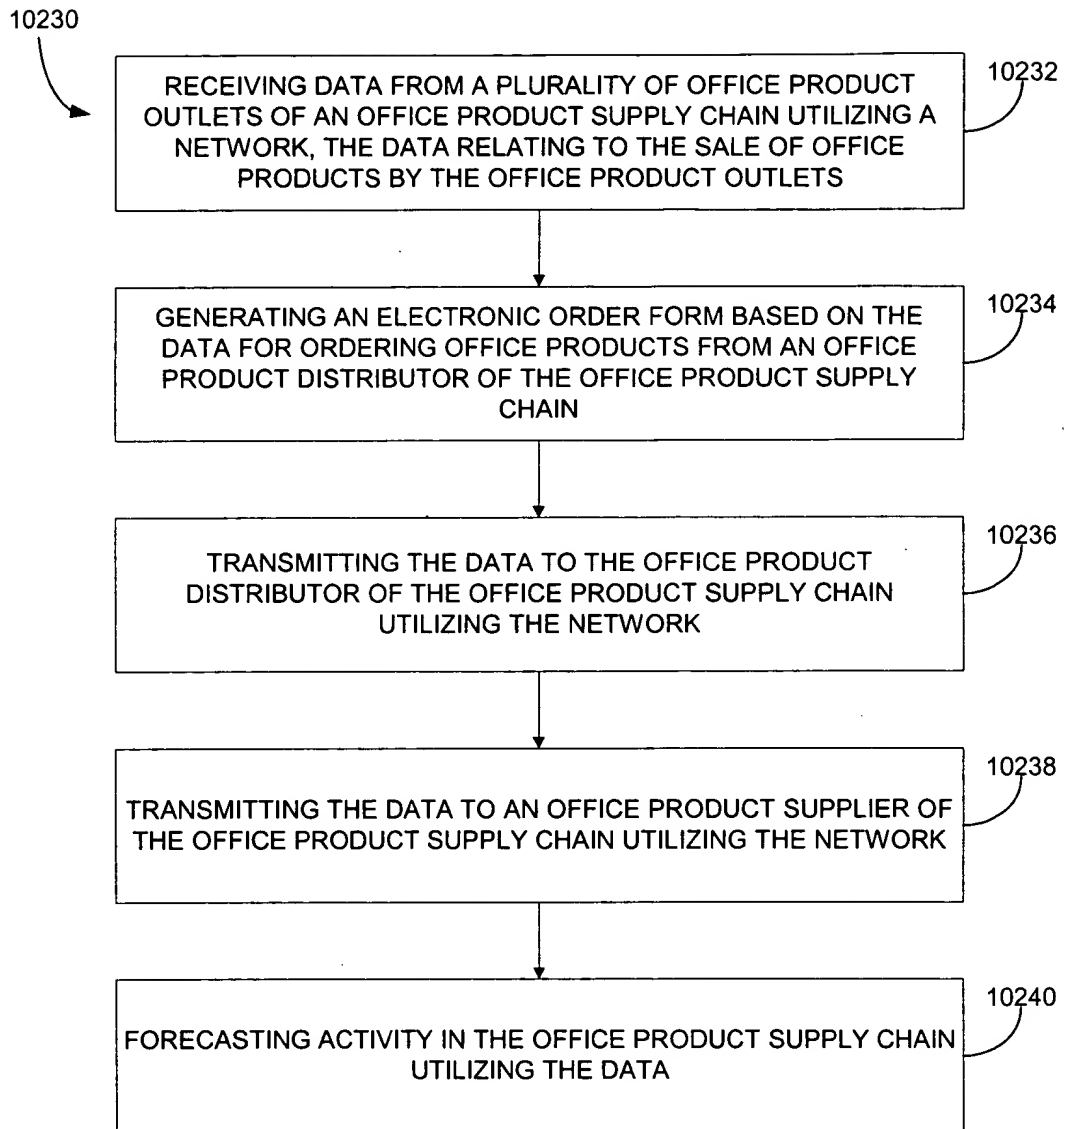 10230
10232
RECEIVING DATA FROM A PLURALITY OF OFFICE PRODUCT
OUTLETS OF AN OFFICE PRODUCT SUPPLY CHAIN UTILIZING A
NETWORK, THE DATA RELATING TO THE SALE OF OFFICE
PRODUCTS BY THE OFFICE PRODUCT OUTLETS
10234
GENERATING AN ELECTRONIC ORDER FORM BASED ON THE
DATA FOR ORDERING OFFICE PRODUCTS FROM AN OFFICE
PRODUCT DISTRIBUTOR OF THE OFFICE PRODUCT SUPPLY
CHAIN
10236
TRANSMITTING THE DATA TO THE OFFICE PRODUCT
DISTRIBUTOR OF THE OFFICE PRODUCT SUPPLY CHAIN
UTILIZING THE NETWORK
10238
TRANSMITTING THE DATA TO AN OFFICE PRODUCT SUPPLIER OF
THE OFFICE PRODUCT SUPPLY CHAIN UTILIZING THE NETWORK
10240
FORECASTING ACTIVITY IN THE OFFICE PRODUCT SUPPLY CHAIN
UTILIZING THE DATA